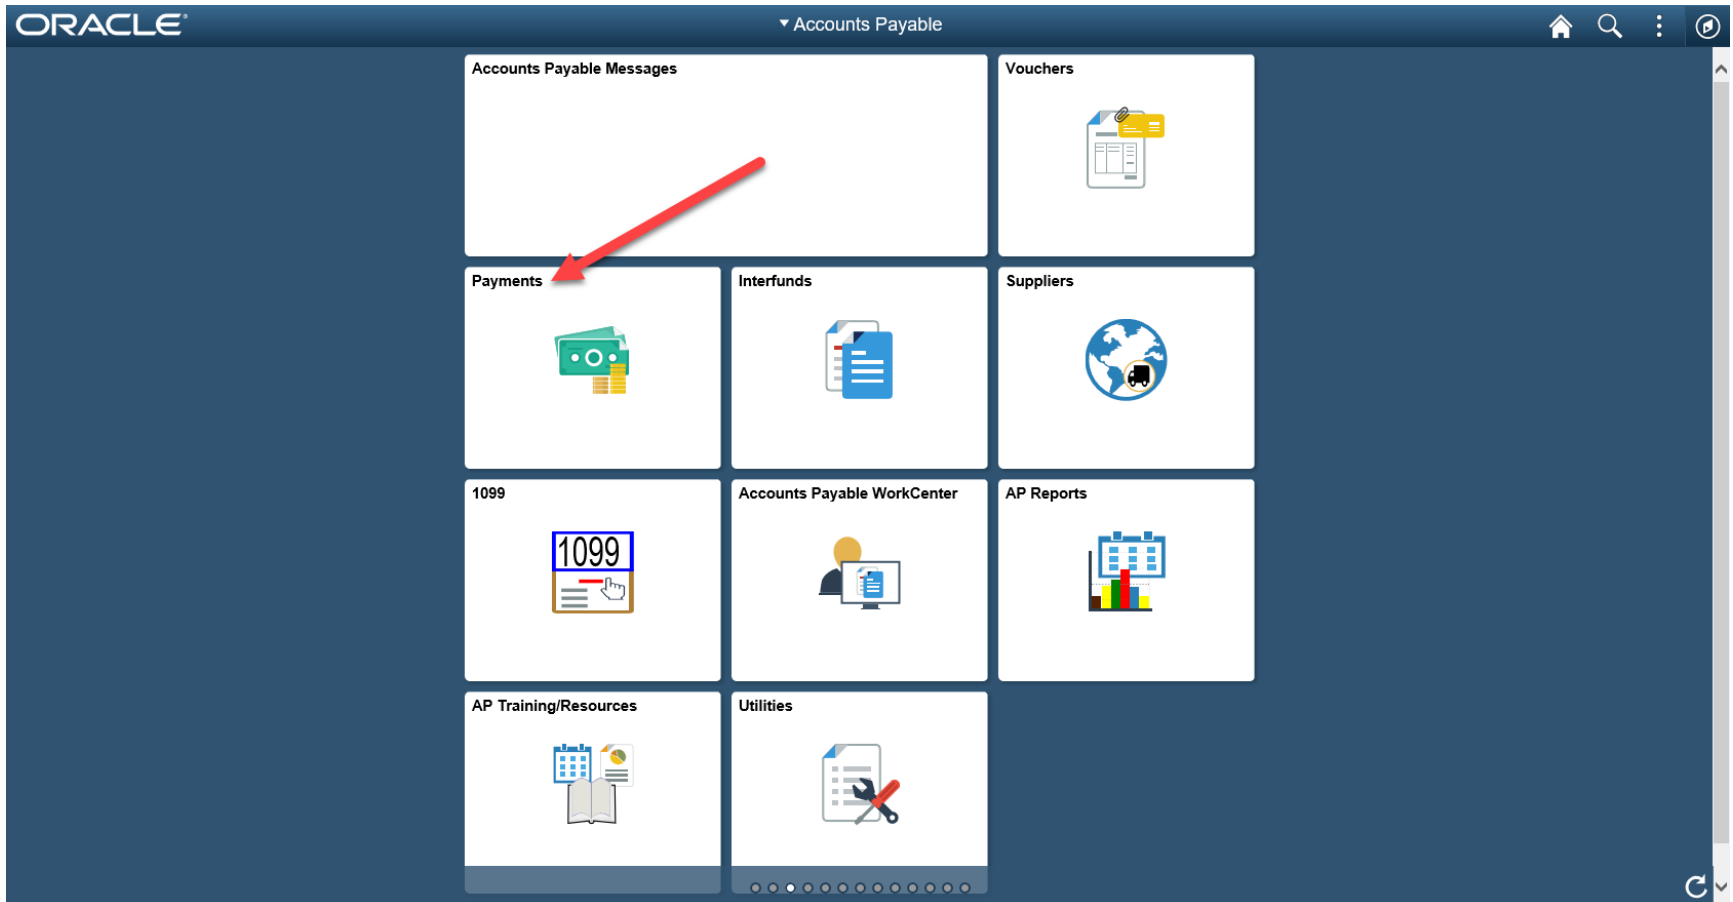 ORACLE
Accounts Payable
Accounts Payable Messages
Vouchers
Payments
Interfunds
Suppliers
1099
Accounts Payable WorkCenter
AP Reports
1099
AP Training/Resources
Utilities